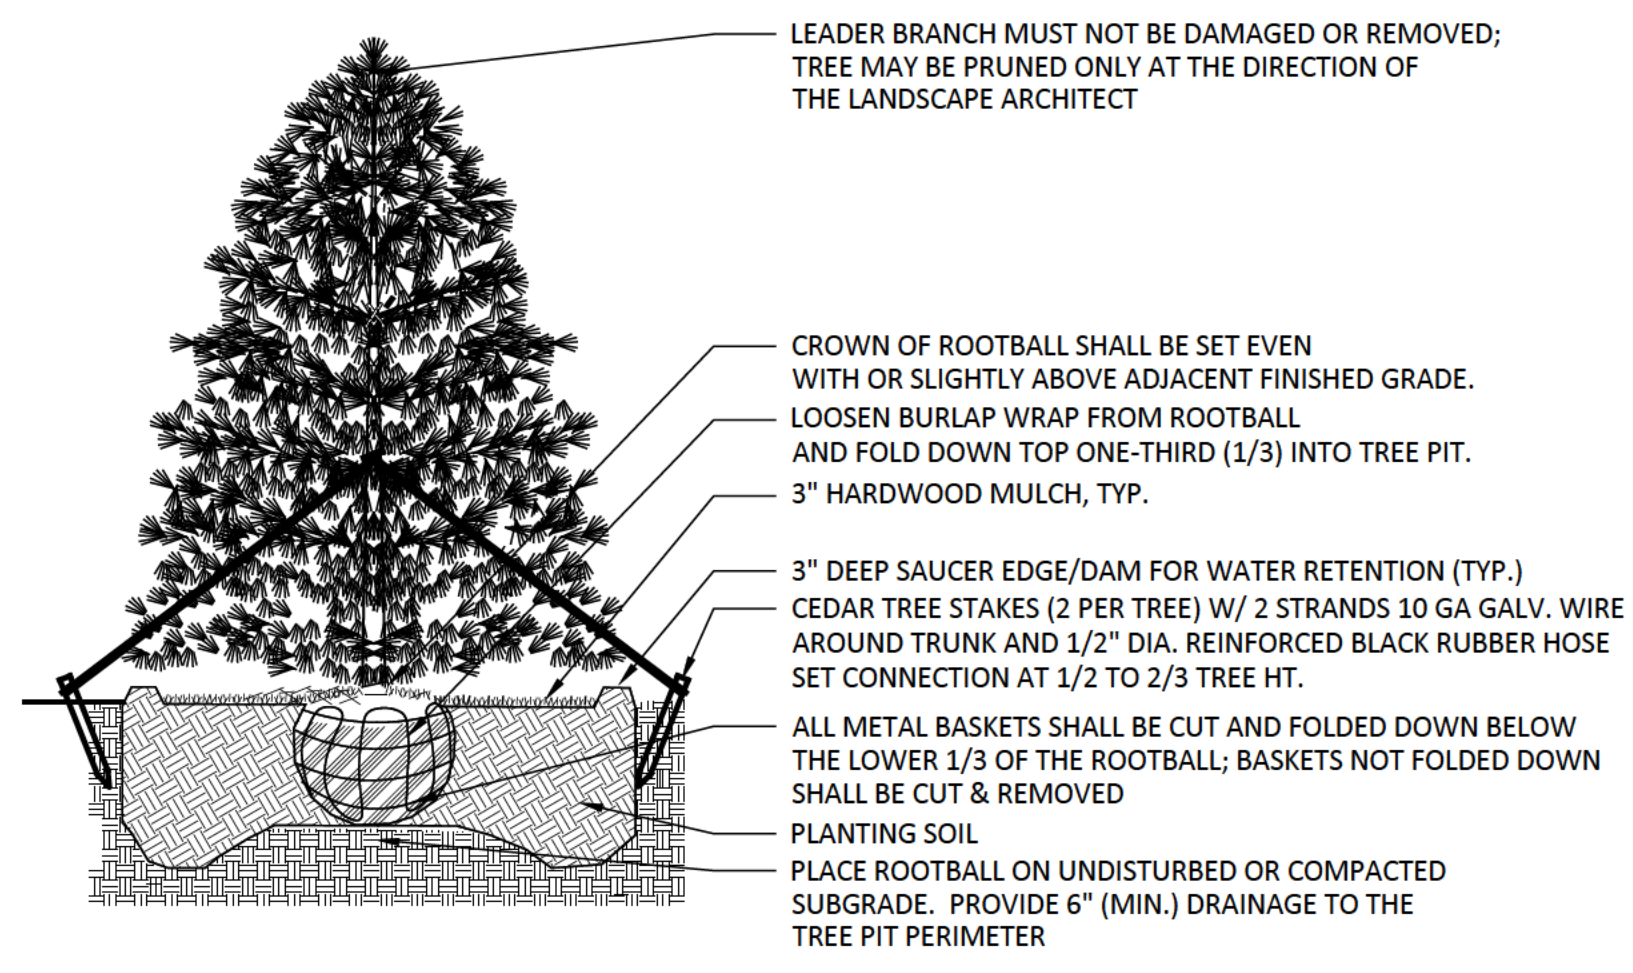 LEADER BRANCH MUST NOT BE DAMAGED OR REMOVED;
TREE MAY BE PRUNED ONLY AT THE DIRECTION OF
THE LANDSCAPE ARCHITECT
CROWN OF ROOTBALL SHALL BE SET EVEN
WITH OR SLIGHTLY ABOVE ADJACENT FINISHED GRADE.
LOOSEN BURLAP WRAP FROM ROOTBALL
AND FOLD DOWN TOP ONE-THIRD (1/3) INTO TREE PIT.
3" HARDWOOD MULCH, TYP.
3" DEEP SAUCER EDGE/DAM FOR WATER RETENTION (TYP.)
CEDAR TREE STAKES (2 PER TREE) W/ 2 STRANDS 10 GA GALV. WIRE
AROUND TRUNK AND 1/2" DIA. REINFORCED BLACK RUBBER HOSE
SET CONNECTION AT 1/2 TO 2/3 TREE HT.
ALL METAL BASKETS SHALL BE CUT AND FOLDED DOWN BELOW
THE LOWER 1/3 OF THE ROOTBALL; BASKETS NOT FOLDED DOWN
SHALL BE CUT & REMOVED
PLANTING SOIL
PLACE ROOTBALL ON UNDISTURBED OR COMPACTED
SUBGRADE.  PROVIDE 6" (MIN.) DRAINAGE TO THE
TREE PIT PERIMETER